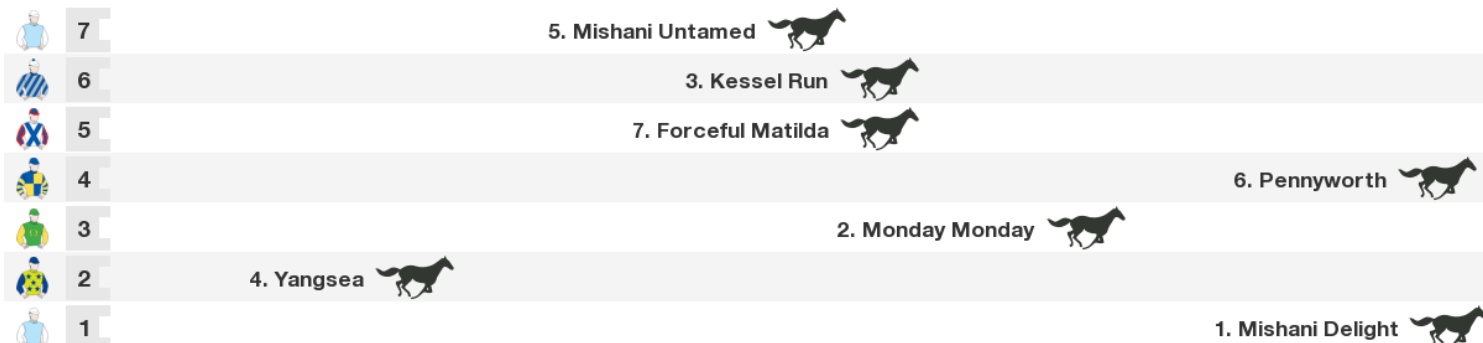 7 5. Mishani Untamed
6 3. Kessel Run
5 7. Forceful Matilda
4 6. Pennyworth
3 2. Monday Monday
2 4. Yangsea
1 1. Mishani Delight